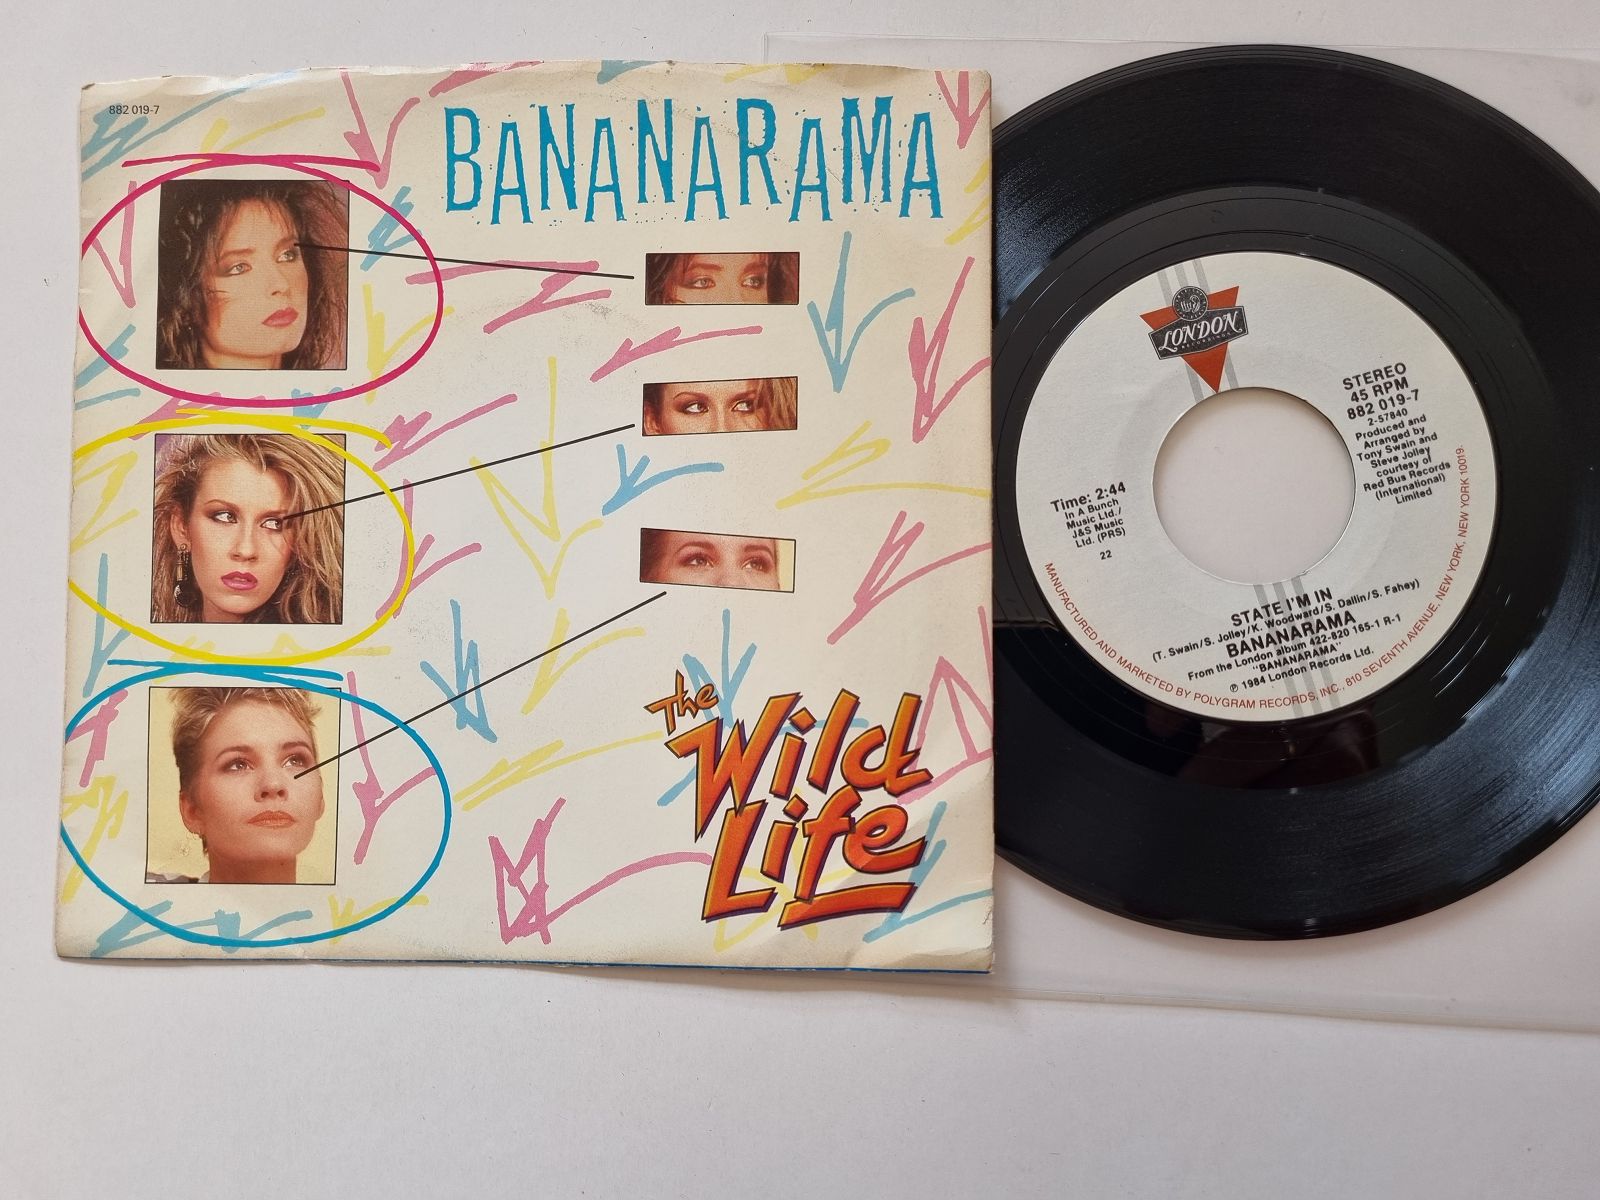 882 019-7
BANANARAMA
The
Wild
Life
LONDON
RECORDINGS
STEREO
45 RPM
882 019-7
2-57840
Produced and
Arranged by
Tony Swain and
Steve Jolley
courtesy of
Red Bus Records
(International)
Limited
Time: 2:44
In A Bunch
Music Ltd./
J&S Music
Ltd. (PRS)
22
STATE I'M IN
(T. Swain/S. Jolley/K. Woodward/S. Dallin/S. Fahey)
BANANARAMA
From the London album 422-820 165-1 R-1
"BANANARAMA"
℗ 1984 London Records Ltd.
MANUFACTURED AND MARKETED BY POLYGRAM RECORDS, INC., 810 SEVENTH AVENUE, NEW YORK, NEW YORK 10019.